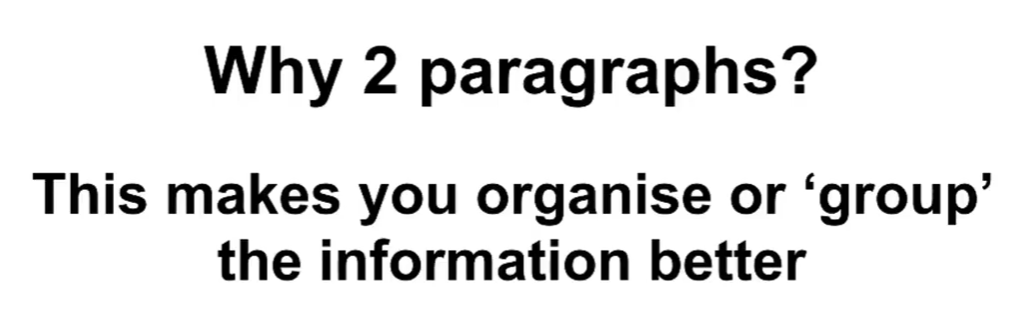 Why 2 paragraphs?
This makes you organise or ‘group’
the information better